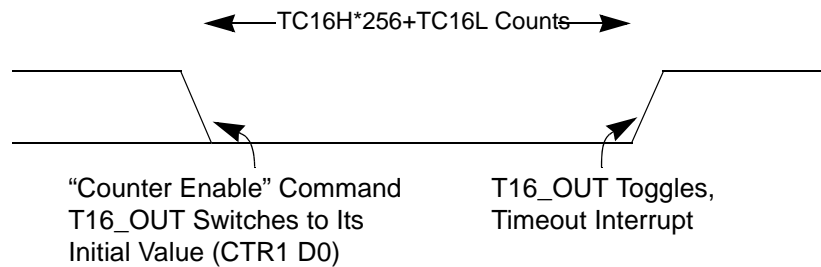 TC16H*256+TC16L Counts
“Counter Enable” Command
T16_OUT Switches to Its
Initial Value (CTR1 D0)
T16_OUT Toggles,
Timeout Interrupt